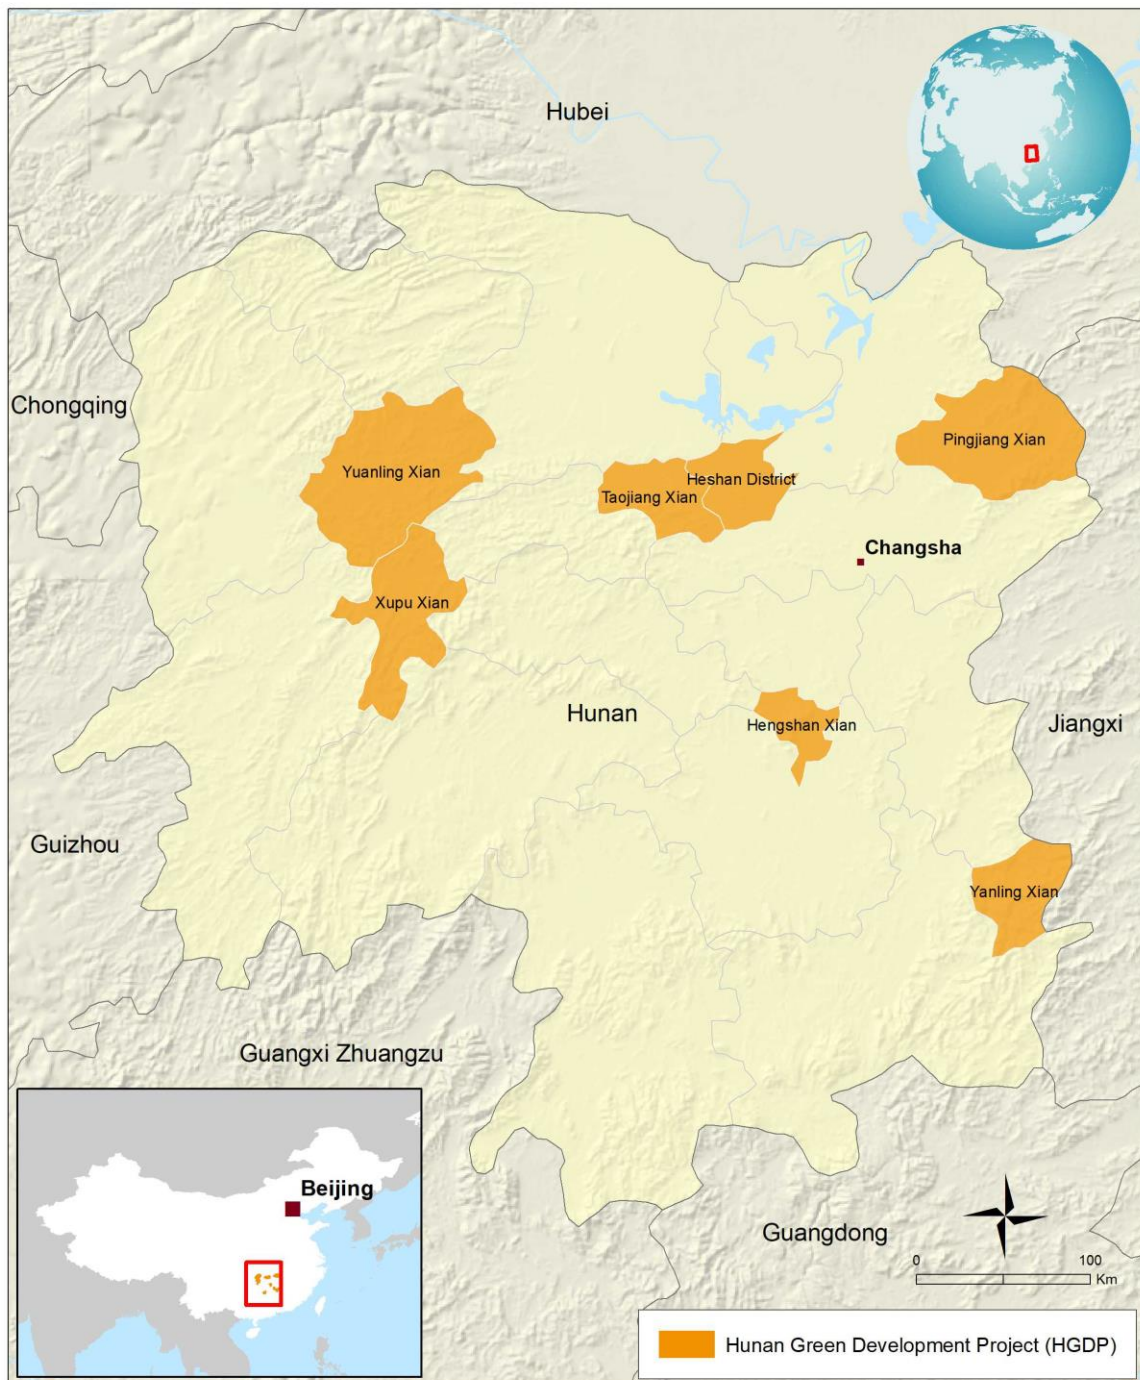 Hubei
Chongqing
Pingjiang Xian
Yuanling Xian
Heshan District
Taojiang Xian
Changsha
Xupu Xian
Hunan
Hengshan Xian
Jiangxi
Guizhou
Yanling Xian
Guangxi Zhuangzu
Beijing
Guangdong
0 100
Km
Hunan Green Development Project (HGDP)